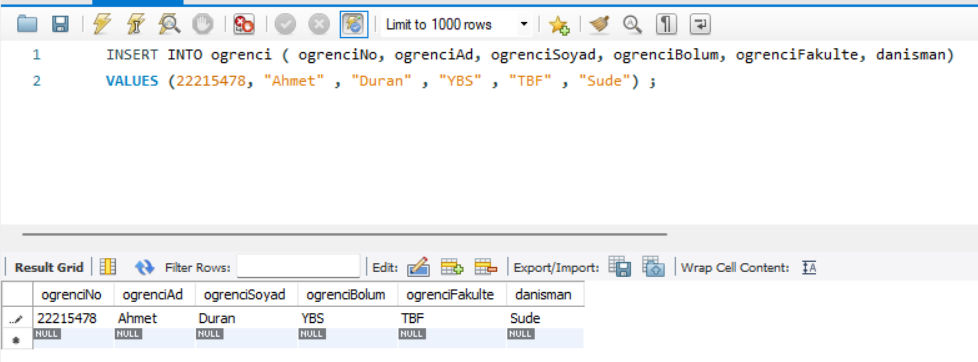 Limit to 1000 rows
1 INSERT INTO ogrenci ( ogrenciNo, ogrenciAd, ogrenciSoyad, ogrenciBolum, ogrenciFakulte, danisman)
2 VALUES (22215478, "Ahmet" , "Duran" , "YBS" , "TBF" , "Sude") ;
Result Grid Filter Rows: Edit: Export/Import: Wrap Cell Content:
ogrenciNo ogrenciAd ogrenciSoyad ogrenciBolum ogrenciFakulte danisman
22215478 Ahmet Duran YBS TBF Sude
NULL NULL NULL NULL NULL NULL